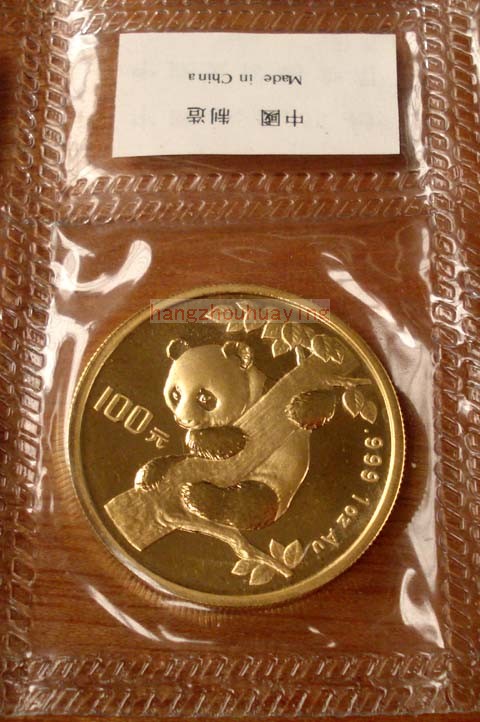 Made in China
中國 制造
hangzhouhuaying
100元
.999 1oz Au